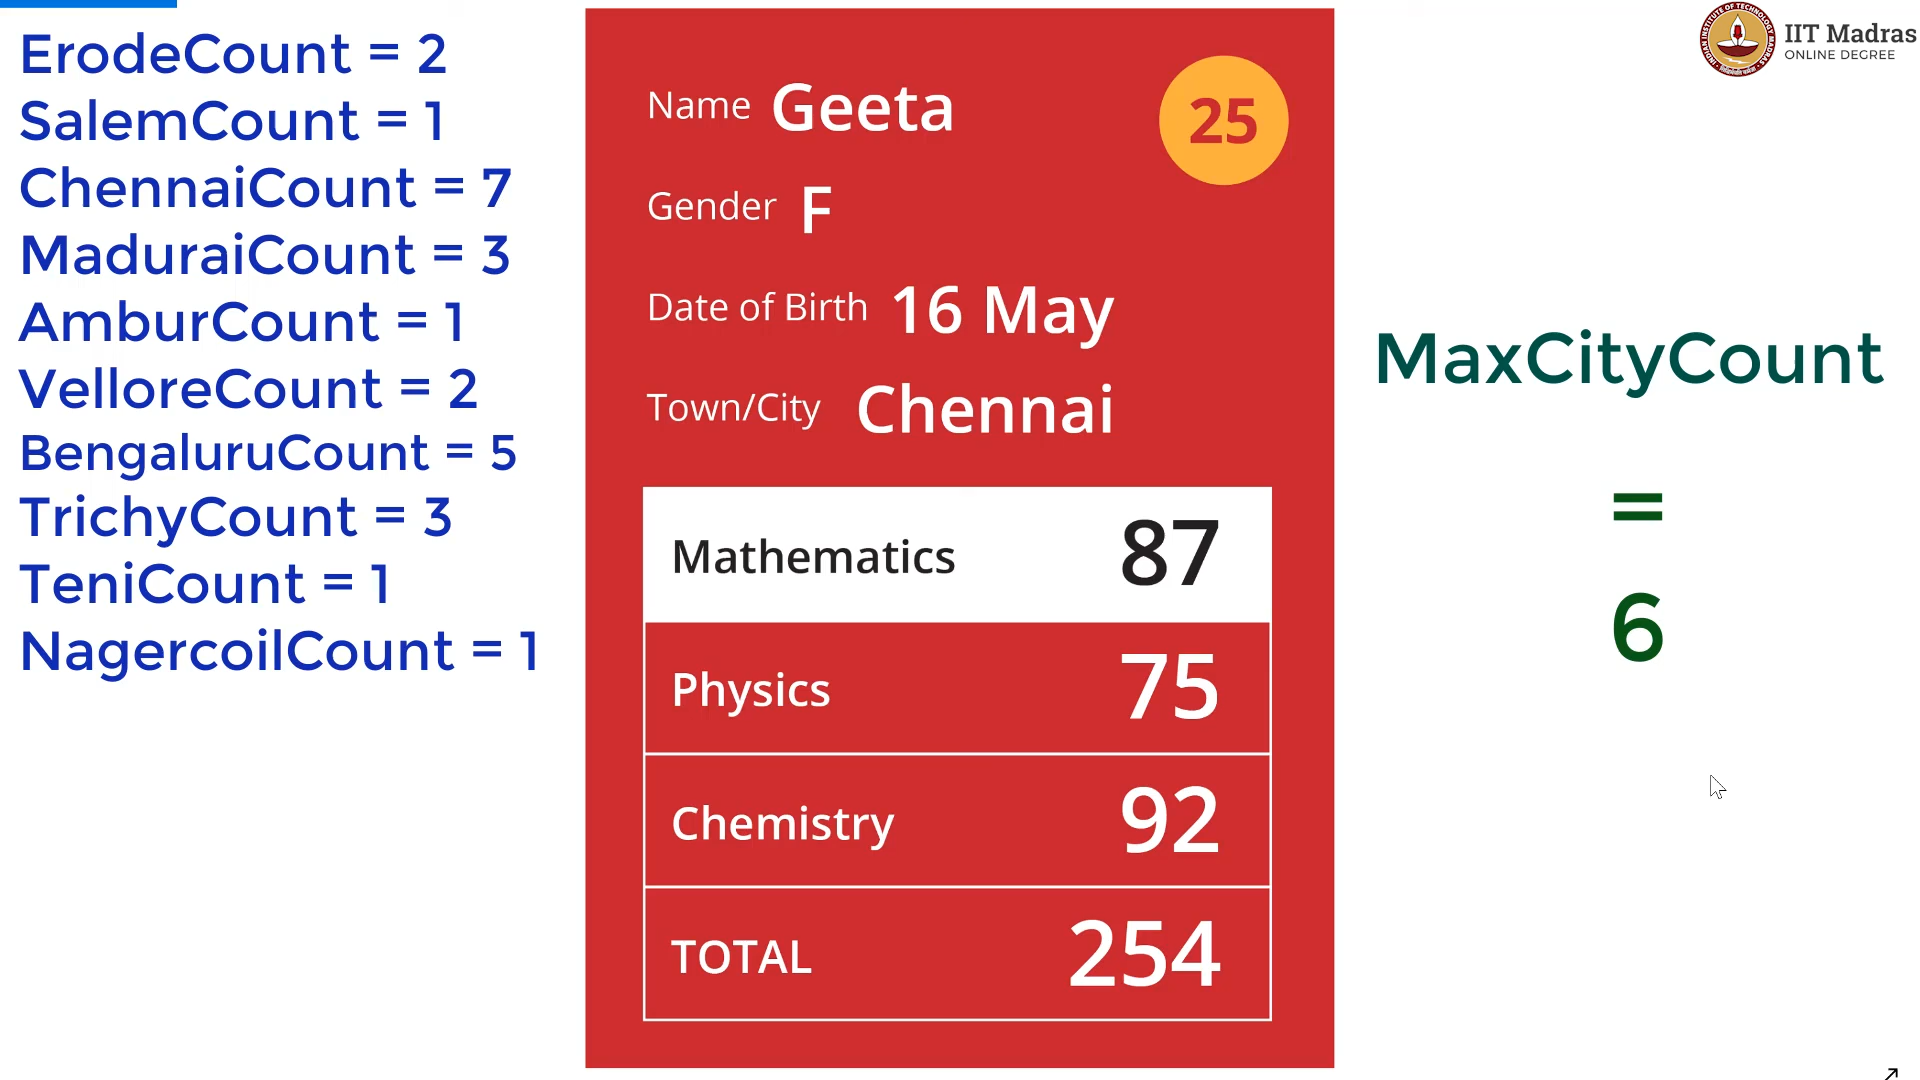 ErodeCount = 2
SalemCount = 1
ChennaiCount = 7
MaduraiCount = 3
AmburCount = 1
VelloreCount = 2
BengaluruCount = 5
TrichyCount = 3
TeniCount = 1
NagercoilCount = 1
Name Geeta
25
Gender F
Date of Birth 16 May
Town/City Chennai
Mathematics 87
Physics 75
Chemistry 92
TOTAL 254
IIT Madras
ONLINE DEGREE
MaxCityCount
=
6